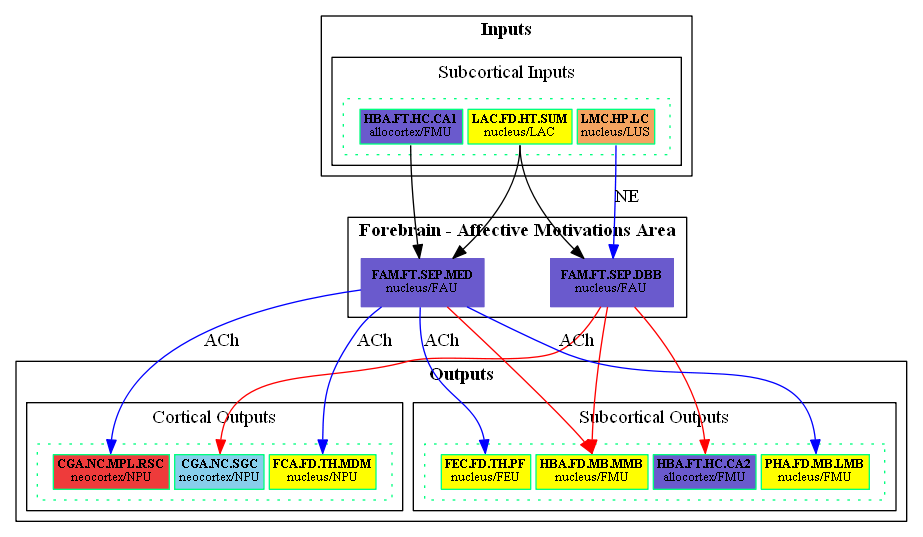 Inputs
Subcortical Inputs
HBA.FT.HC.CA1 LAC.FD.HT.SUM LMC.HP.LC
allocortex/FMU nucleus/LAC nucleus/LUS
NE
Forebrain - Affective Motivations Area
FAM.FT.SEP.MED FAM.FT.SEP.DBB
nucleus/FAU nucleus/FAU
ACh ACh ACh ACh
Outputs
Cortical Outputs Subcortical Outputs
CGA.NC.MPL.RSC CGA.NC.SGC FCA.FD.TH.MDM FEC.FD.TH.PF HBA.FD.MB.MMB HBA.FT.HC.CA2 PHA.FD.MB.LMB
neocortex/NPU neocortex/NPU nucleus/NPU nucleus/FEU nucleus/FMU allocortex/FMU nucleus/FMU